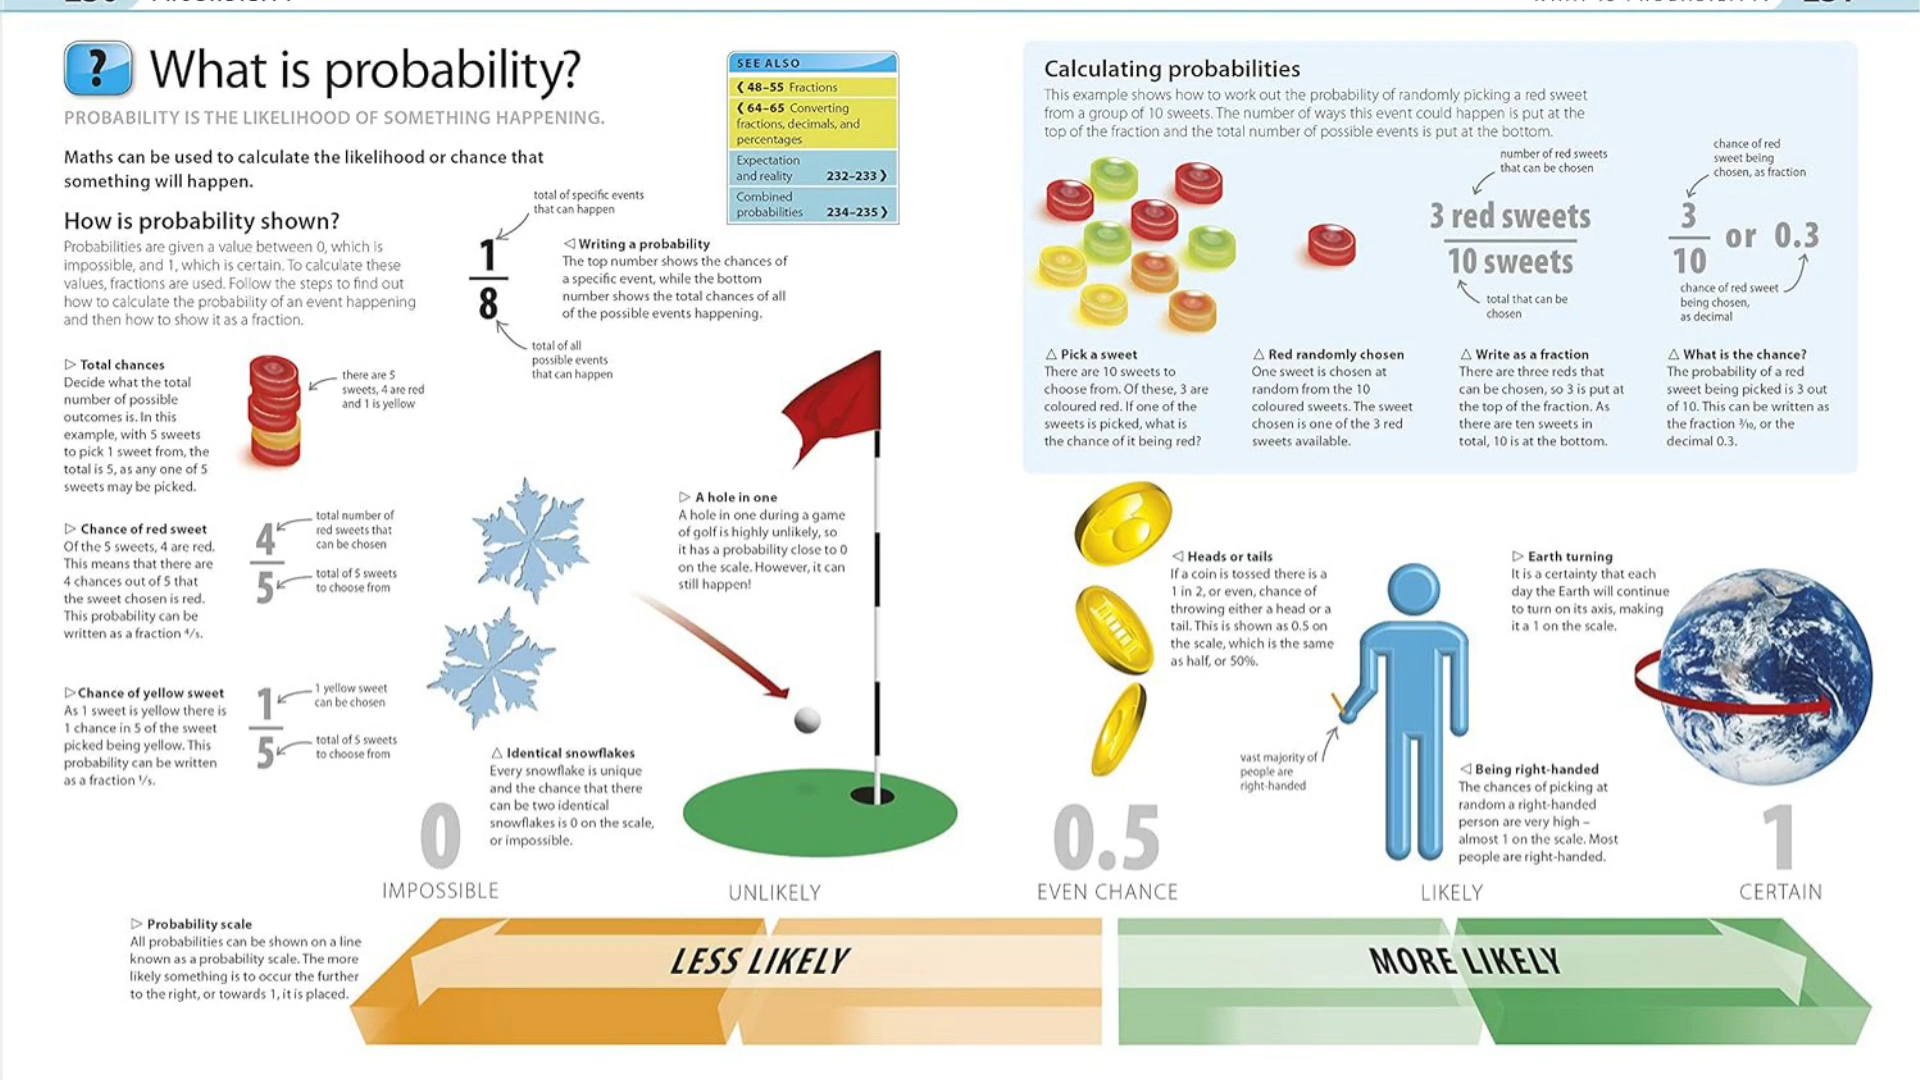 ?
What is probability?
PROBABILITY IS THE LIKELIHOOD OF SOMETHING HAPPENING.
Maths can be used to calculate the likelihood or chance that
something will happen.
How is probability shown?
Probabilities are given a value between 0, which is
impossible, and 1, which is certain. To calculate these
values, fractions are used. Follow the steps to find out
how to calculate the probability of an event happening
and then how to show it as a fraction.
total of specific events
that can happen
1
8
total of all
possible events
that can happen
◁ Writing a probability
The top number shows the chances of
a specific event, while the bottom
number shows the total chances of all
of the possible events happening.
SEE ALSO
❬ 48–55 Fractions
❬ 64–65 Converting
fractions, decimals, and
percentages
Expectation
and reality 232–233 ❭
Combined
probabilities 234–235 ❭
▷ Total chances
Decide what the total
number of possible
outcomes is. In this
example, with 5 sweets
to pick 1 sweet from, the
total is 5, as any one of 5
sweets may be picked.
there are 5
sweets, 4 are red
and 1 is yellow
▷ Chance of red sweet
Of the 5 sweets, 4 are red.
This means that there are
4 chances out of 5 that
the sweet chosen is red.
This probability can be
written as a fraction 4/5.
4
5
total number of
red sweets that
can be chosen
total of 5 sweets
to choose from
▷ Chance of yellow sweet
As 1 sweet is yellow there is
1 chance in 5 of the sweet
picked being yellow. This
probability can be written
as a fraction 1/5.
1
5
1 yellow sweet
can be chosen
total of 5 sweets
to choose from
△ Identical snowflakes
Every snowflake is unique
and the chance that there
can be two identical
snowflakes is 0 on the scale,
or impossible.
▷ A hole in one
A hole in one during a game
of golf is highly unlikely, so
it has a probability close to 0
on the scale. However, it can
still happen!
Calculating probabilities
This example shows how to work out the probability of randomly picking a red sweet
from a group of 10 sweets. The number of ways this event could happen is put at the
top of the fraction and the total number of possible events is put at the bottom.
number of red sweets
that can be chosen
3 red sweets
10 sweets
total that can be
chosen
chance of red
sweet being
chosen, as fraction
3
10
or 0.3
chance of red sweet
being chosen,
as decimal
△ Pick a sweet
There are 10 sweets to
choose from. Of these, 3 are
coloured red. If one of the
sweets is picked, what is
the chance of it being red?
△ Red randomly chosen
One sweet is chosen at
random from the 10
coloured sweets. The sweet
chosen is one of the 3 red
sweets available.
△ Write as a fraction
There are three reds that
can be chosen, so 3 is put at
the top of the fraction. As
there are ten sweets in
total, 10 is at the bottom.
△ What is the chance?
The probability of a red
sweet being picked is 3 out
of 10. This can be written as
the fraction 3/10, or the
decimal 0.3.
◁ Heads or tails
If a coin is tossed there is a
1 in 2, or even, chance of
throwing either a head or a
tail. This is shown as 0.5 on
the scale, which is the same
as half, or 50%.
▷ Earth turning
It is a certainty that each
day the Earth will continue
to turn on its axis, making
it a 1 on the scale.
vast majority of
people are
right-handed
◁ Being right-handed
The chances of picking at
random a right-handed
person are very high –
almost 1 on the scale. Most
people are right-handed.
0
IMPOSSIBLE
UNLIKELY
0.5
EVEN CHANCE
LIKELY
1
CERTAIN
▷ Probability scale
All probabilities can be shown on a line
known as a probability scale. The more
likely something is to occur the further
to the right, or towards 1, it is placed.
LESS LIKELY
MORE LIKELY